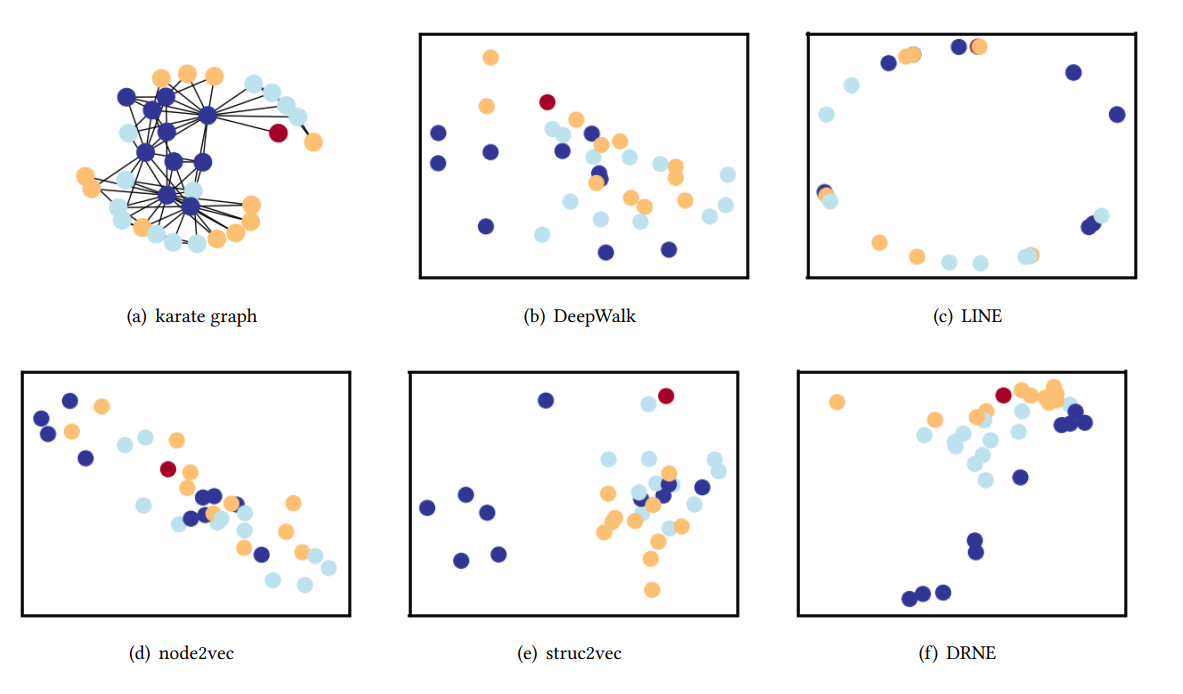 (a) karate graph
(b) DeepWalk
(c) LINE
(d) node2vec
(e) struc2vec
(f) DRNE